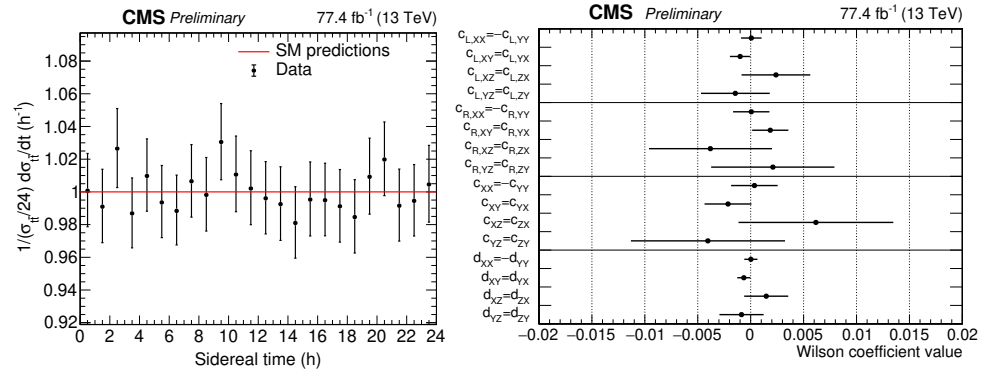 CMS Preliminary 77.4 fb⁻¹ (13 TeV)
1/(σ_tt̄/24) dσ_tt̄/dt (h⁻¹)
1.08
1.06
1.04
1.02
1
0.98
0.96
0.94
0.92
SM predictions
Data
0 2 4 6 8 10 12 14 16 18 20 22 24
Sidereal time (h)
CMS Preliminary 77.4 fb⁻¹ (13 TeV)
c_L,XX=−c_L,YY
c_L,XY=c_L,YX
c_L,XZ=c_L,ZX
c_L,YZ=c_L,ZY
c_R,XX=−c_R,YY
c_R,XY=c_R,YX
c_R,XZ=c_R,ZX
c_R,YZ=c_R,ZY
c_XX=−c_YY
c_XY=c_YX
c_XZ=c_ZX
c_YZ=c_ZY
d_XX=−d_YY
d_XY=d_YX
d_XZ=d_ZX
d_YZ=d_ZY
−0.02 −0.015 −0.01 −0.005 0 0.005 0.01 0.015 0.02
Wilson coefficient value